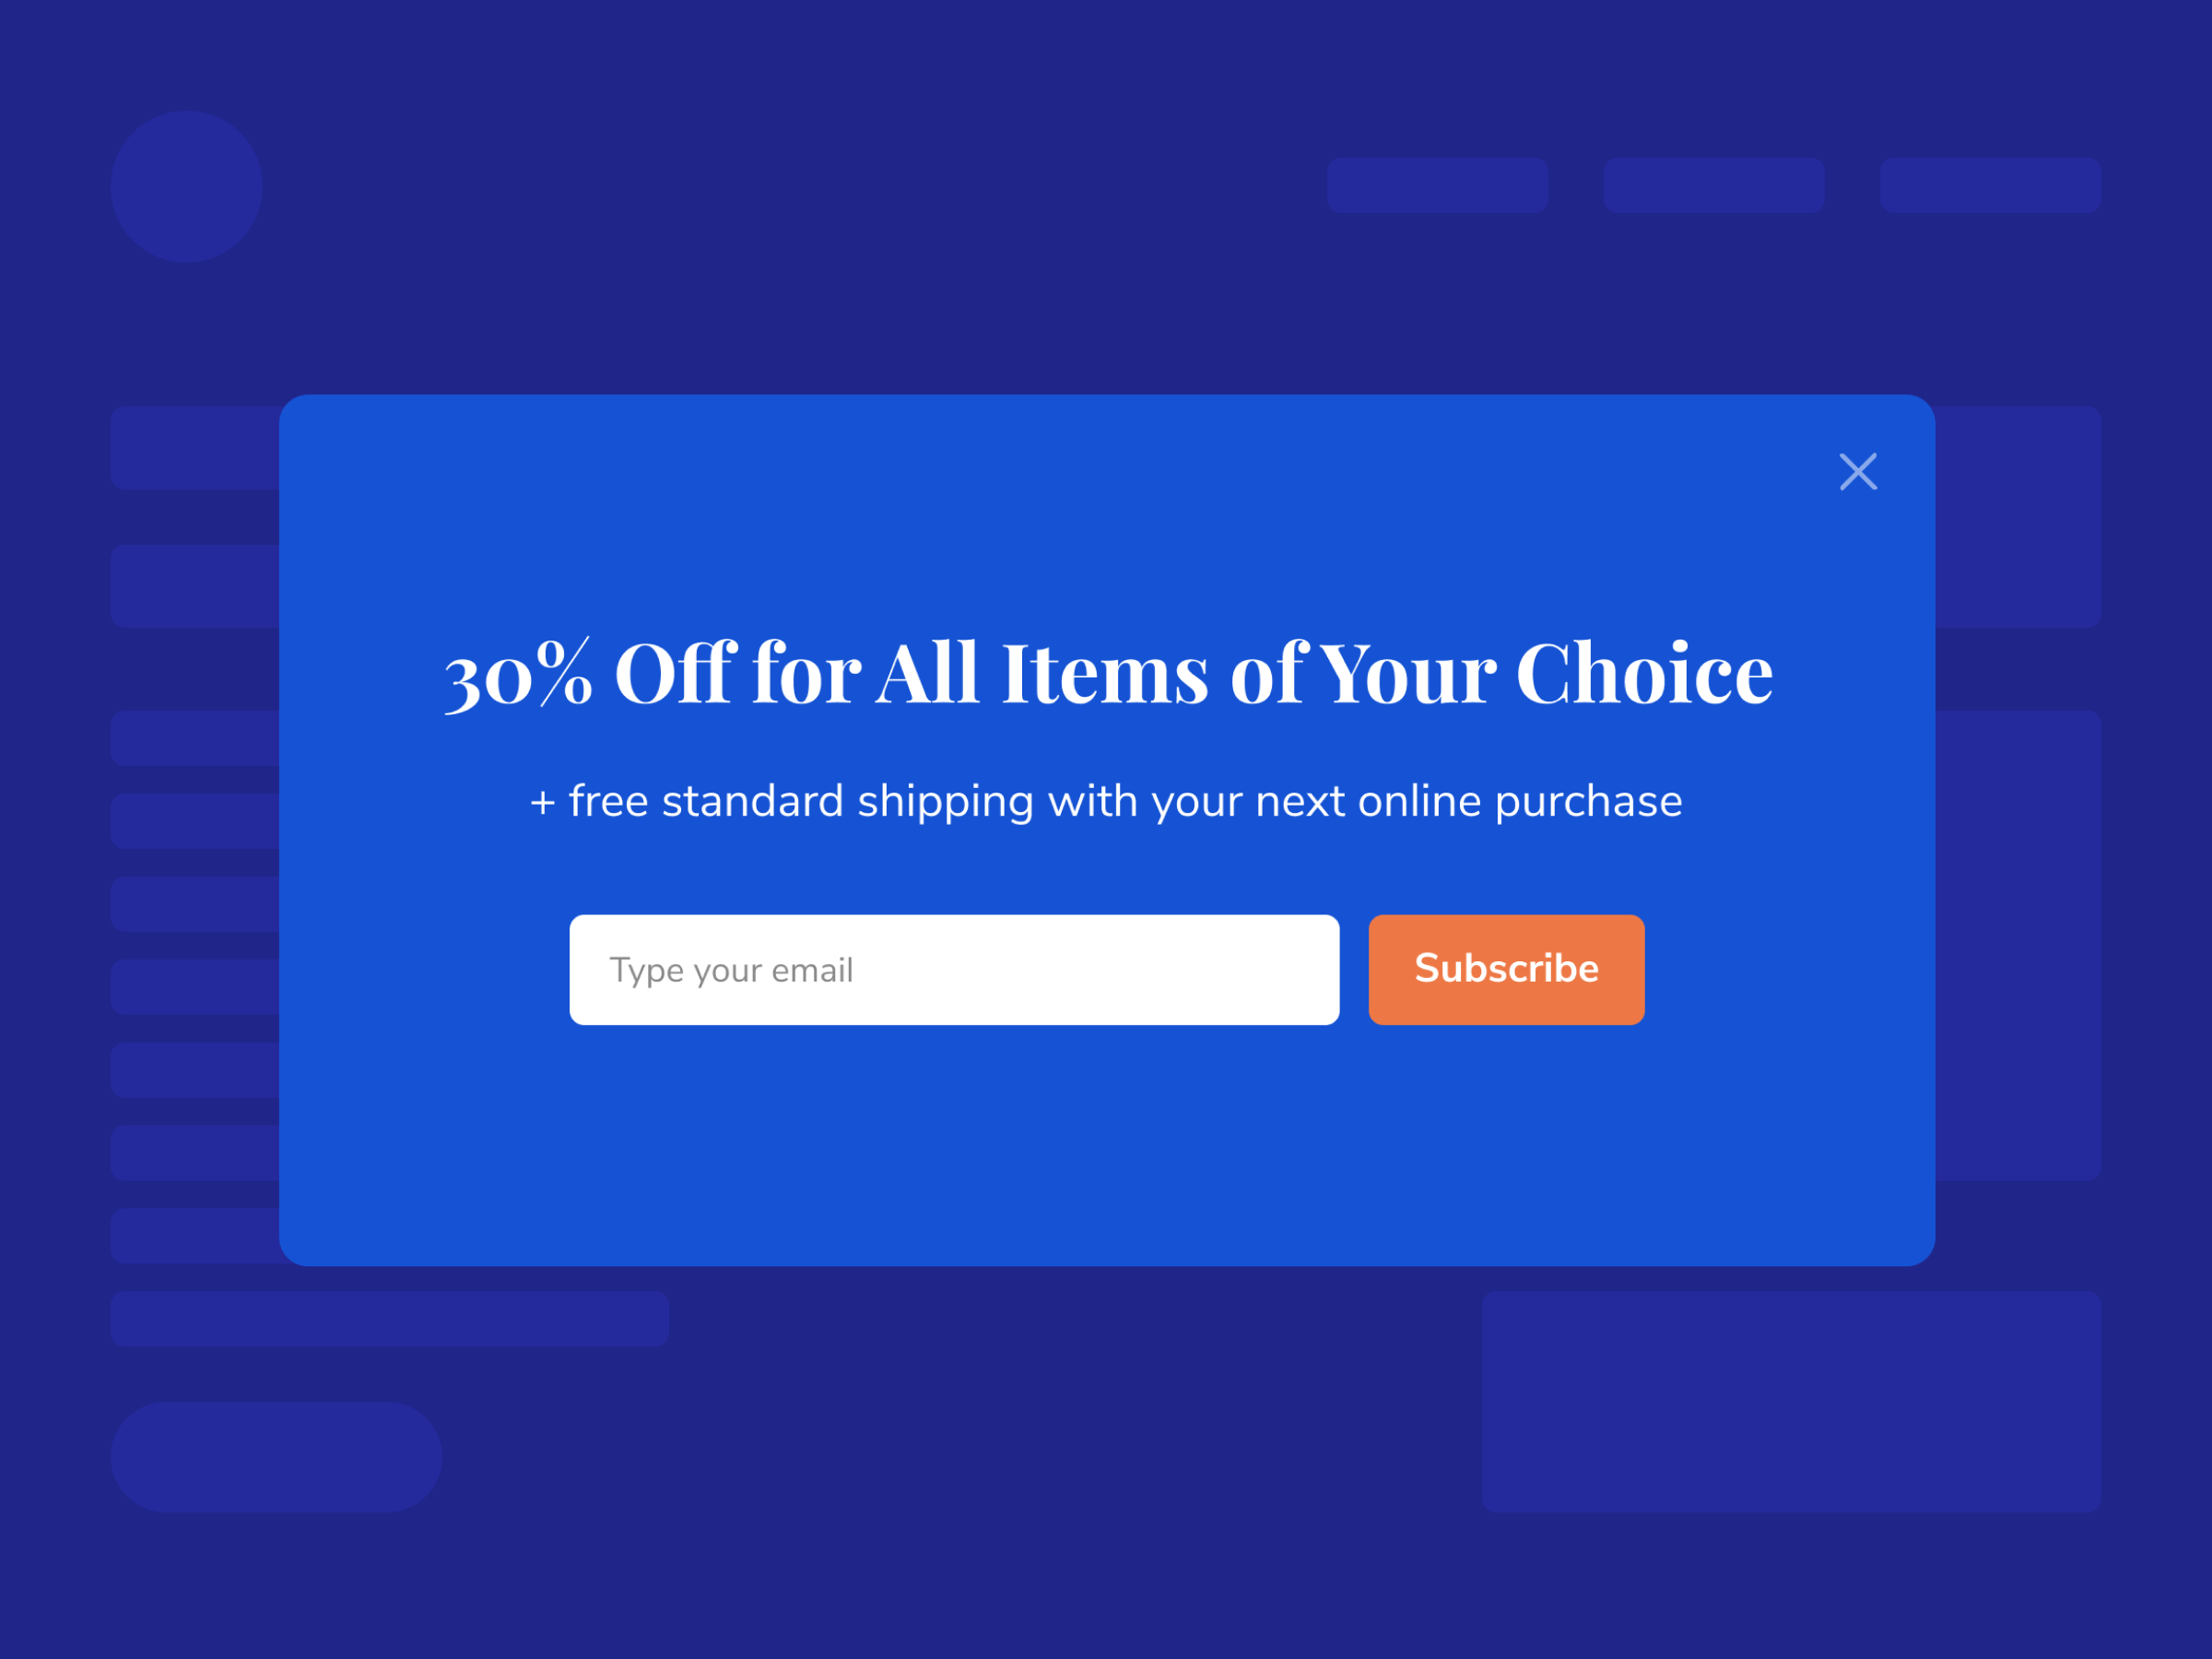 30% Off for All Items of Your Choice
+ free standard shipping with your next online purchase
Type your email
Subscribe